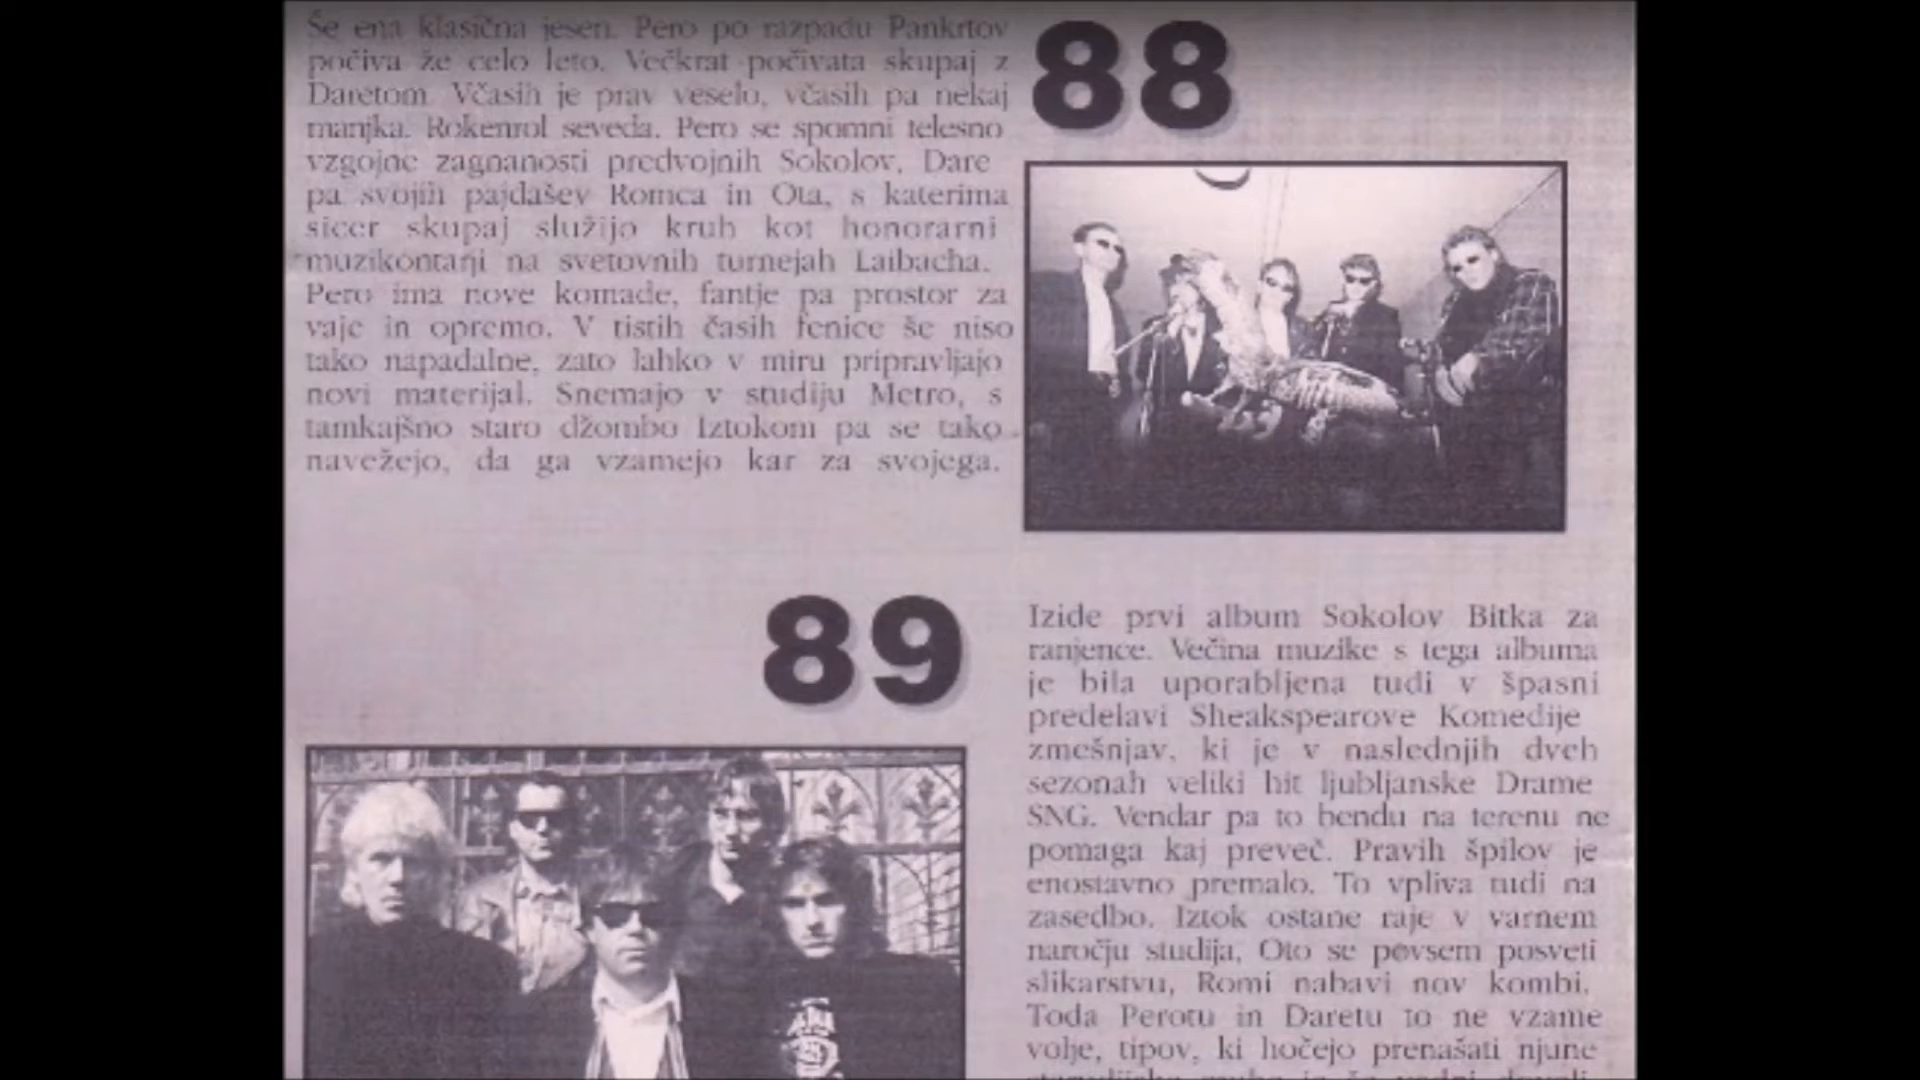 Še ena klasična jesen. Pero po razpadu Pankrtov
počiva že celo leto. Večkrat počivata skupaj z
Daretom. Včasih je prav veselo, včasih pa nekaj
manjka. Rokenrol seveda. Pero se spomni telesno
vzgojne zagnanosti predvojnih Sokolov, Dare
pa svojih pajdašev Romca in Ota, s katerima
sicer skupaj služijo kruh kot honorarni
muzikontarji na svetovnih turnejah Laibacha.
Pero ima nove komade, fantje pa prostor za
vaje in opremo. V tistih časih fenice še niso
tako napadalne, zato lahko v miru pripravljajo
novi materijal. Snemajo v studiju Metro, s
tamkajšno staro džombo Iztokom pa se tako
navežejo, da ga vzamejo kar za svojega.
88
89
Izide prvi album Sokolov Bitka za
ranjence. Večina muzike s tega albuma
je bila uporabljena tudi v špasni
predelavi Sheakspearove Komedije
zmešnjav, ki je v naslednjih dveh
sezonah veliki hit ljubljanske Drame
SNG. Vendar pa to bendu na terenu ne
pomaga kaj preveč. Pravih špilov je
enostavno premalo. To vpliva tudi na
zasedbo. Iztok ostane raje v varnem
naročju studija, Oto se povsem posveti
slikarstvu, Romi nabavi nov kombi.
Toda Perotu in Daretu to ne vzame
volje, tipov, ki hočejo prenašati njune